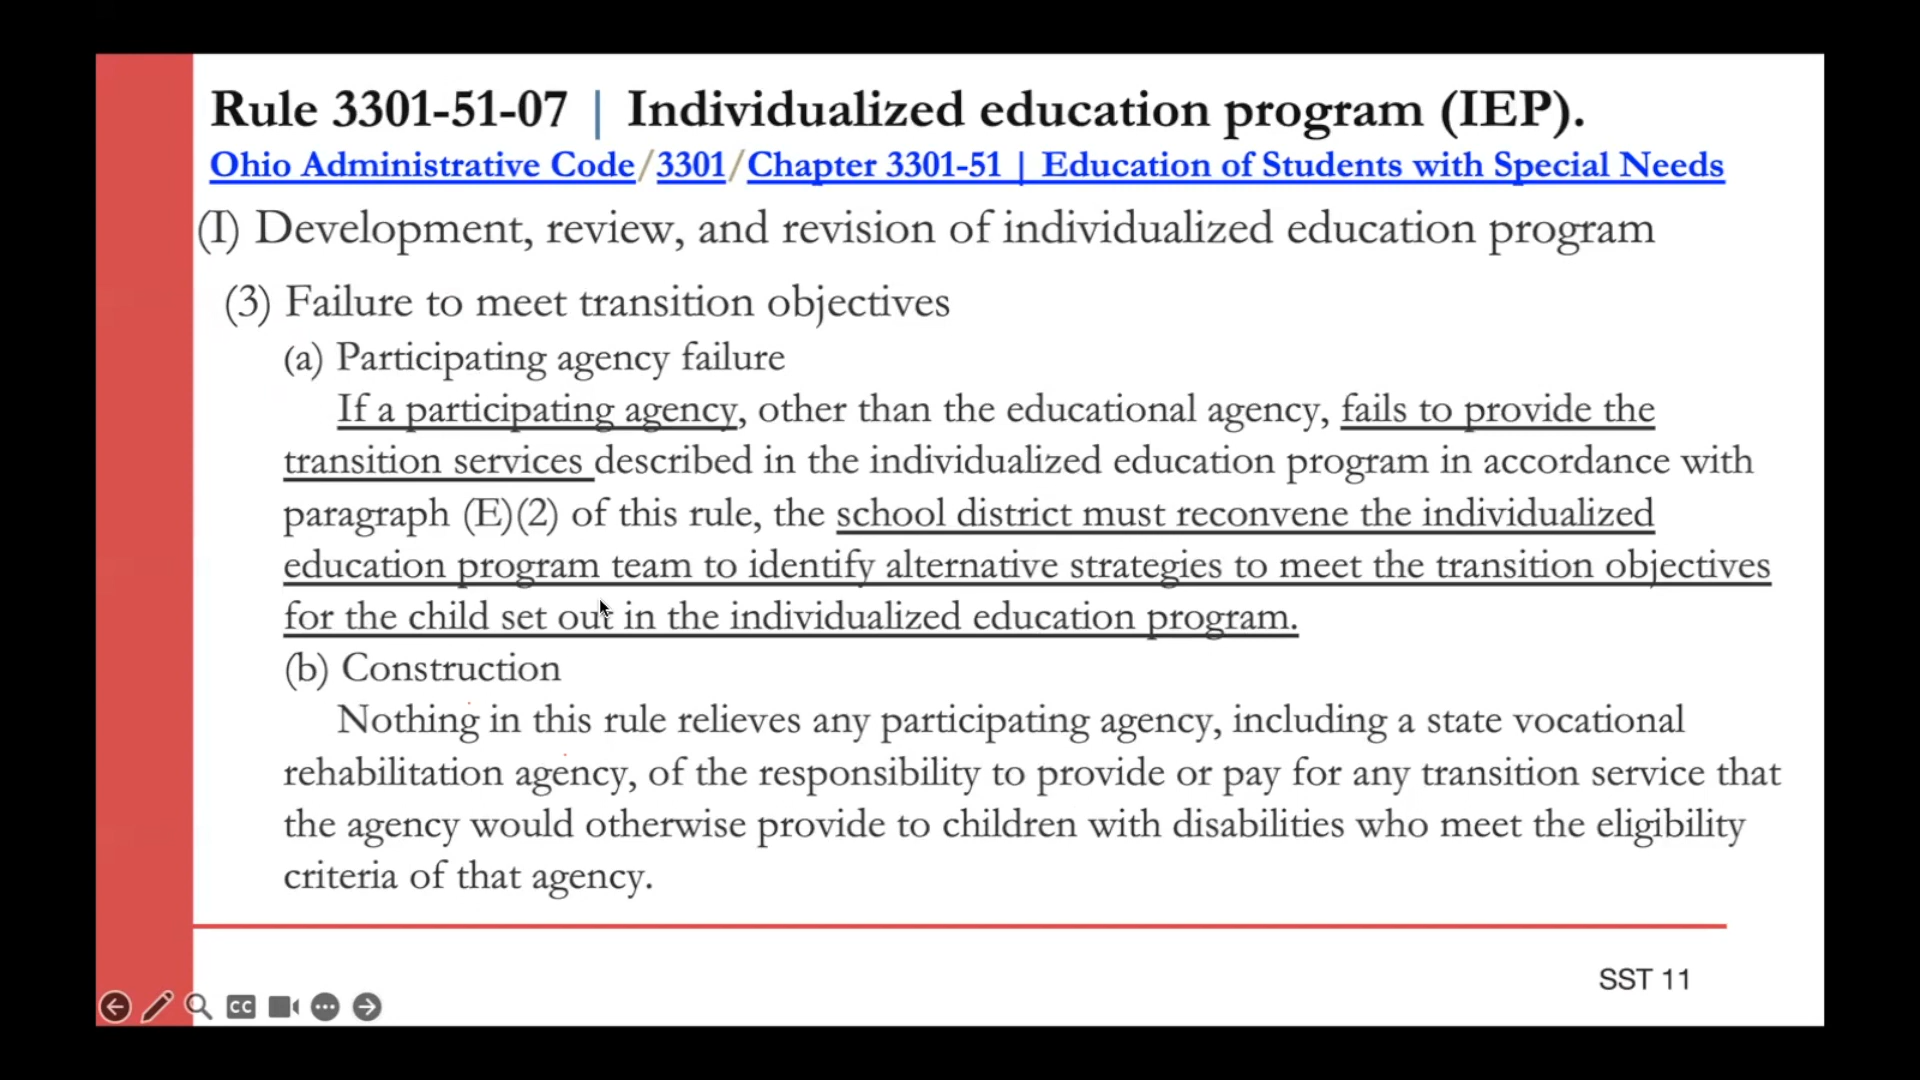 Rule 3301-51-07 | Individualized education program (IEP).
Ohio Administrative Code/3301/Chapter 3301-51 | Education of Students with Special Needs
(I) Development, review, and revision of individualized education program
(3) Failure to meet transition objectives
(a) Participating agency failure
If a participating agency, other than the educational agency, fails to provide the
transition services described in the individualized education program in accordance with
paragraph (E)(2) of this rule, the school district must reconvene the individualized
education program team to identify alternative strategies to meet the transition objectives
for the child set out in the individualized education program.
(b) Construction
Nothing in this rule relieves any participating agency, including a state vocational
rehabilitation agency, of the responsibility to provide or pay for any transition service that
the agency would otherwise provide to children with disabilities who meet the eligibility
criteria of that agency.
SST 11
CC